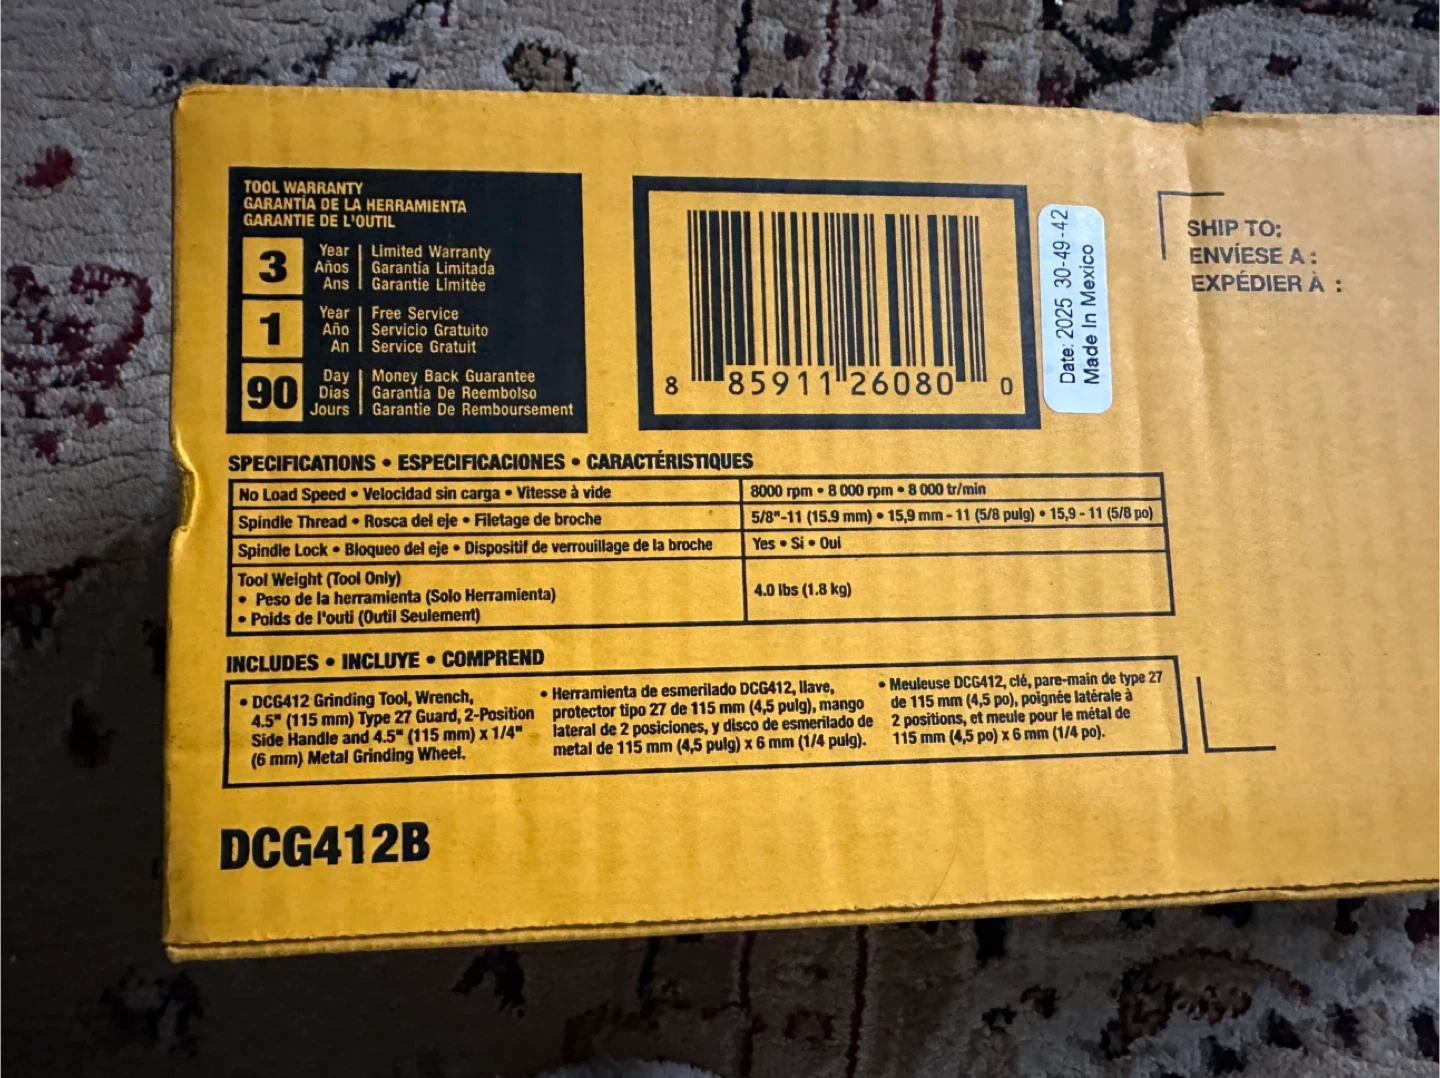 TOOL WARRANTY
GARANTÍA DE LA HERRAMIENTA
GARANTIE DE L'OUTIL
3
Year | Limited Warranty
Años | Garantía Limitada
Ans | Garantie Limitée
1
Year | Free Service
Año | Servicio Gratuito
An | Service Gratuit
90
Day | Money Back Guarantee
Dias | Garantía De Reembolso
Jours | Garantie De Remboursement
8 85911 26080 0
Date: 2025 30-49-42
Made In Mexico
SHIP TO:
ENVÍESE A :
EXPÉDIER À :
SPECIFICATIONS • ESPECIFICACIONES • CARACTÉRISTIQUES
No Load Speed • Velocidad sin carga • Vitesse à vide
8000 rpm • 8 000 rpm • 8 000 tr/min
Spindle Thread • Rosca del eje • Filetage de broche
5/8"-11 (15.9 mm) • 15,9 mm - 11 (5/8 pulg) • 15,9 - 11 (5/8 po)
Spindle Lock • Bloqueo del eje • Dispositif de verrouillage de la broche
Yes • Si • Oui
Tool Weight (Tool Only)
• Peso de la herramienta (Solo Herramienta)
• Poids de l'outi (Outil Seulement)
4.0 lbs (1.8 kg)
INCLUDES • INCLUYE • COMPREND
• DCG412 Grinding Tool, Wrench,
4.5" (115 mm) Type 27 Guard, 2-Position
Side Handle and 4.5" (115 mm) x 1/4"
(6 mm) Metal Grinding Wheel.
• Herramienta de esmerilado DCG412, llave,
protector tipo 27 de 115 mm (4,5 pulg), mango
lateral de 2 posiciones, y disco de esmerilado de
metal de 115 mm (4,5 pulg) x 6 mm (1/4 pulg).
• Meuleuse DCG412, clé, pare-main de type 27
de 115 mm (4,5 po), poignée latérale à
2 positions, et meule pour le métal de
115 mm (4,5 po) x 6 mm (1/4 po).
DCG412B